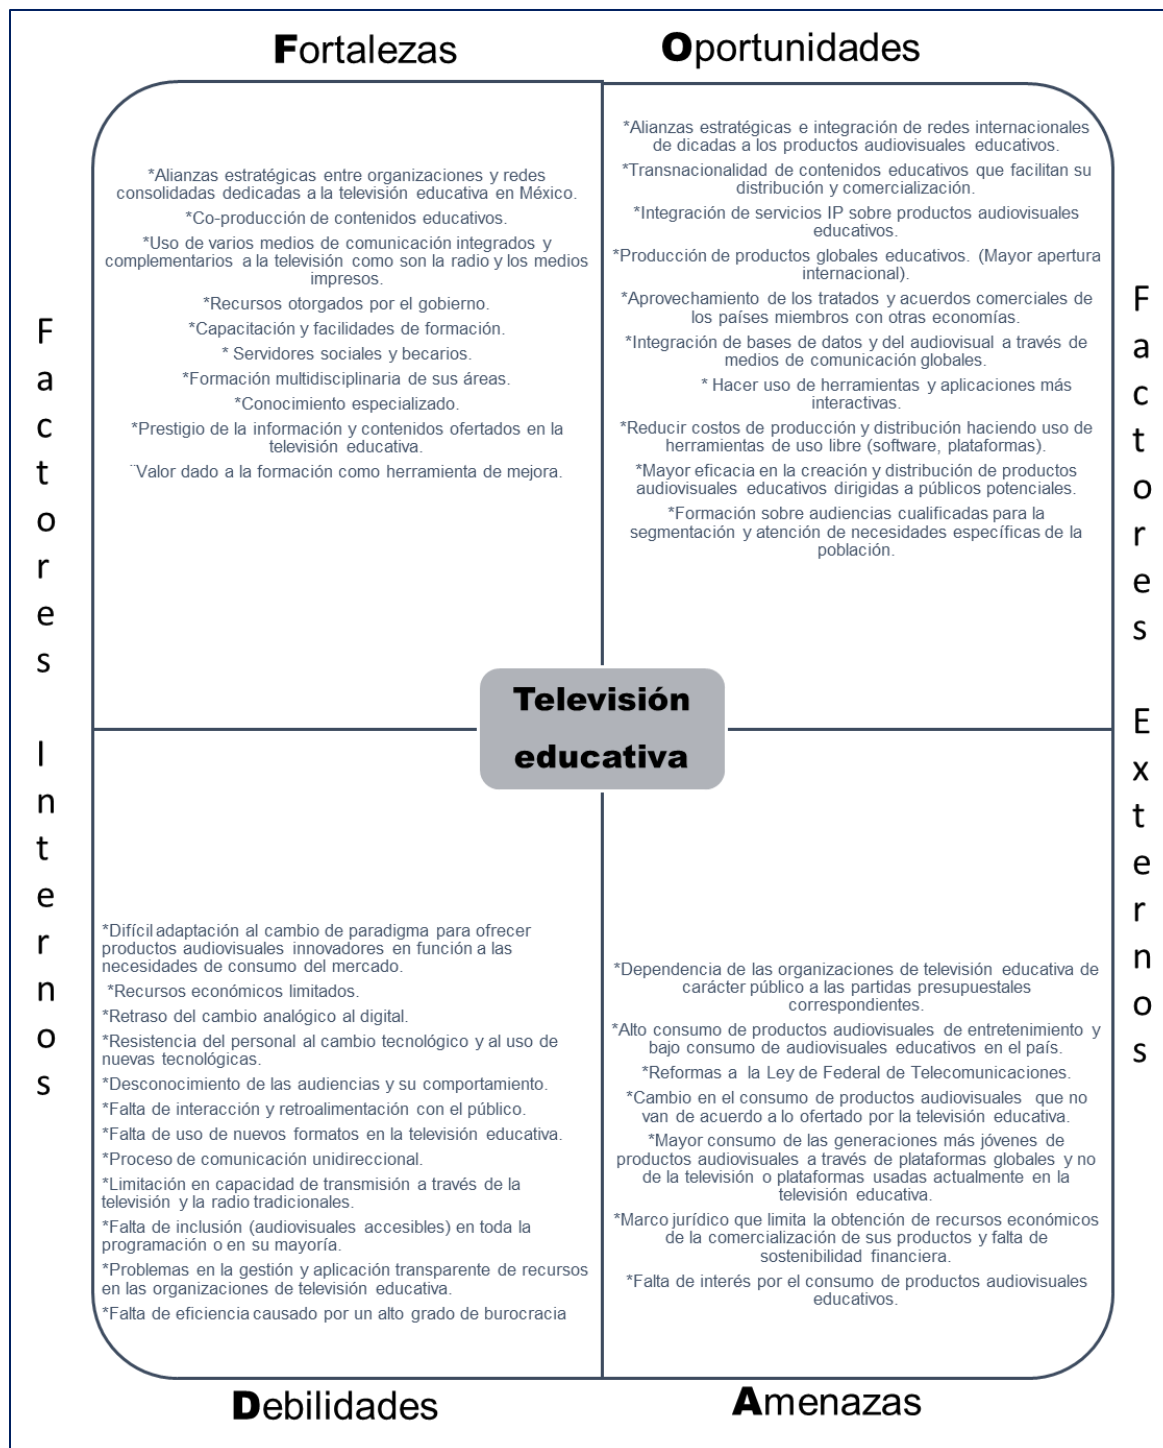 Fortalezas
Oportunidades
*Alianzas estratégicas entre organizaciones y redes
consolidadas dedicadas a la televisión educativa en México.
*Co-producción de contenidos educativos.
*Uso de varios medios de comunicación integrados y
complementarios a la televisión como son la radio y los medios
impresos.
*Recursos otorgados por el gobierno.
*Capacitación y facilidades de formación.
* Servidores sociales y becarios.
*Formación multidisciplinaria de sus áreas.
*Conocimiento especializado.
*Prestigio de la información y contenidos ofertados en la
televisión educativa.
¨Valor dado a la formación como herramienta de mejora.
*Alianzas estratégicas e integración de redes internacionales
de dicadas a los productos audiovisuales educativos.
*Transnacionalidad de contenidos educativos que facilitan su
distribución y comercialización.
*Integración de servicios IP sobre productos audiovisuales
educativos.
*Producción de productos globales educativos. (Mayor apertura
internacional).
*Aprovechamiento de los tratados y acuerdos comerciales de
los países miembros con otras economías.
*Integración de bases de datos y del audiovisual a través de
medios de comunicación globales.
* Hacer uso de herramientas y aplicaciones más
interactivas.
*Reducir costos de producción y distribución haciendo uso de
herramientas de uso libre (software, plataformas).
*Mayor eficacia en la creación y distribución de productos
audiovisuales educativos dirigidas a públicos potenciales.
*Formación sobre audiencias cualificadas para la
segmentación y atención de necesidades específicas de la
población.
Factores Internos
Factores Externos
Televisión
educativa
*Difícil adaptación al cambio de paradigma para ofrecer
productos audiovisuales innovadores en función a las
necesidades de consumo del mercado.
*Recursos económicos limitados.
*Retraso del cambio analógico al digital.
*Resistencia del personal al cambio tecnológico y al uso de
nuevas tecnológicas.
*Desconocimiento de las audiencias y su comportamiento.
*Falta de interacción y retroalimentación con el público.
*Falta de uso de nuevos formatos en la televisión educativa.
*Proceso de comunicación unidireccional.
*Limitación en capacidad de transmisión a través de la
televisión y la radio tradicionales.
*Falta de inclusión (audiovisuales accesibles) en toda la
programación o en su mayoría.
*Problemas en la gestión y aplicación transparente de recursos
en las organizaciones de televisión educativa.
*Falta de eficiencia causado por un alto grado de burocracia
*Dependencia de las organizaciones de televisión educativa de
carácter público a las partidas presupuestales
correspondientes.
*Alto consumo de productos audiovisuales de entretenimiento y
bajo consumo de audiovisuales educativos en el país.
*Reformas a la Ley de Federal de Telecomunicaciones.
*Cambio en el consumo de productos audiovisuales que no
van de acuerdo a lo ofertado por la televisión educativa.
*Mayor consumo de las generaciones más jóvenes de
productos audiovisuales a través de plataformas globales y no
de la televisión o plataformas usadas actualmente en la
televisión educativa.
*Marco jurídico que limita la obtención de recursos económicos
de la comercialización de sus productos y falta de
sostenibilidad financiera.
*Falta de interés por el consumo de productos audiovisuales
educativos.
Debilidades
Amenazas